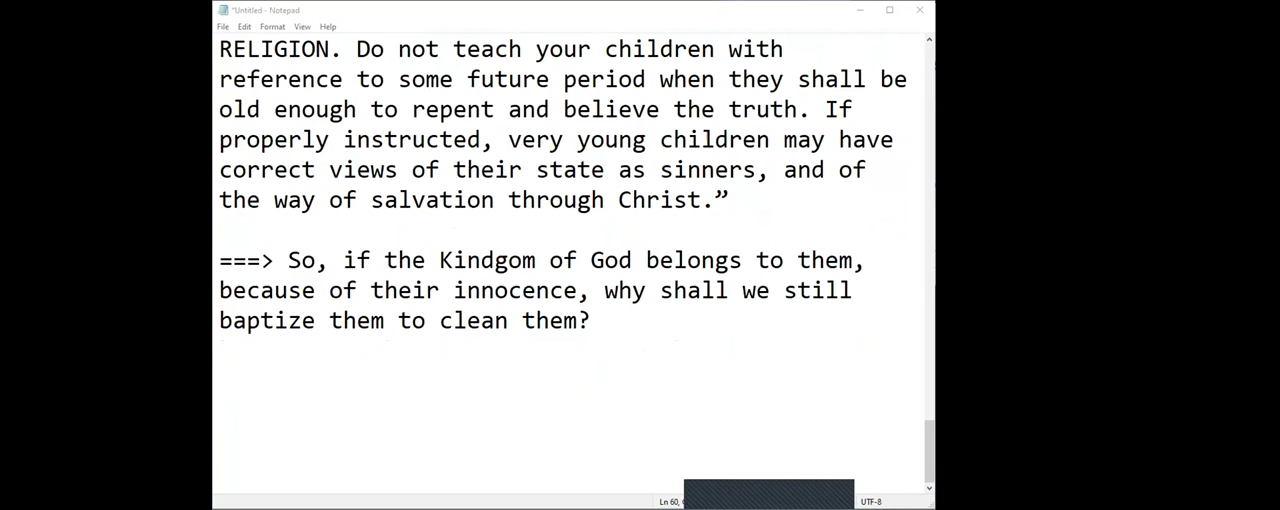 *Untitled - Notepad
File Edit Format View Help
RELIGION. Do not teach your children with
reference to some future period when they shall be
old enough to repent and believe the truth. If
properly instructed, very young children may have
correct views of their state as sinners, and of
the way of salvation through Christ.”
===> So, if the Kindgom of God belongs to them,
because of their innocence, why shall we still
baptize them to clean them?
Ln 60, UTF-8